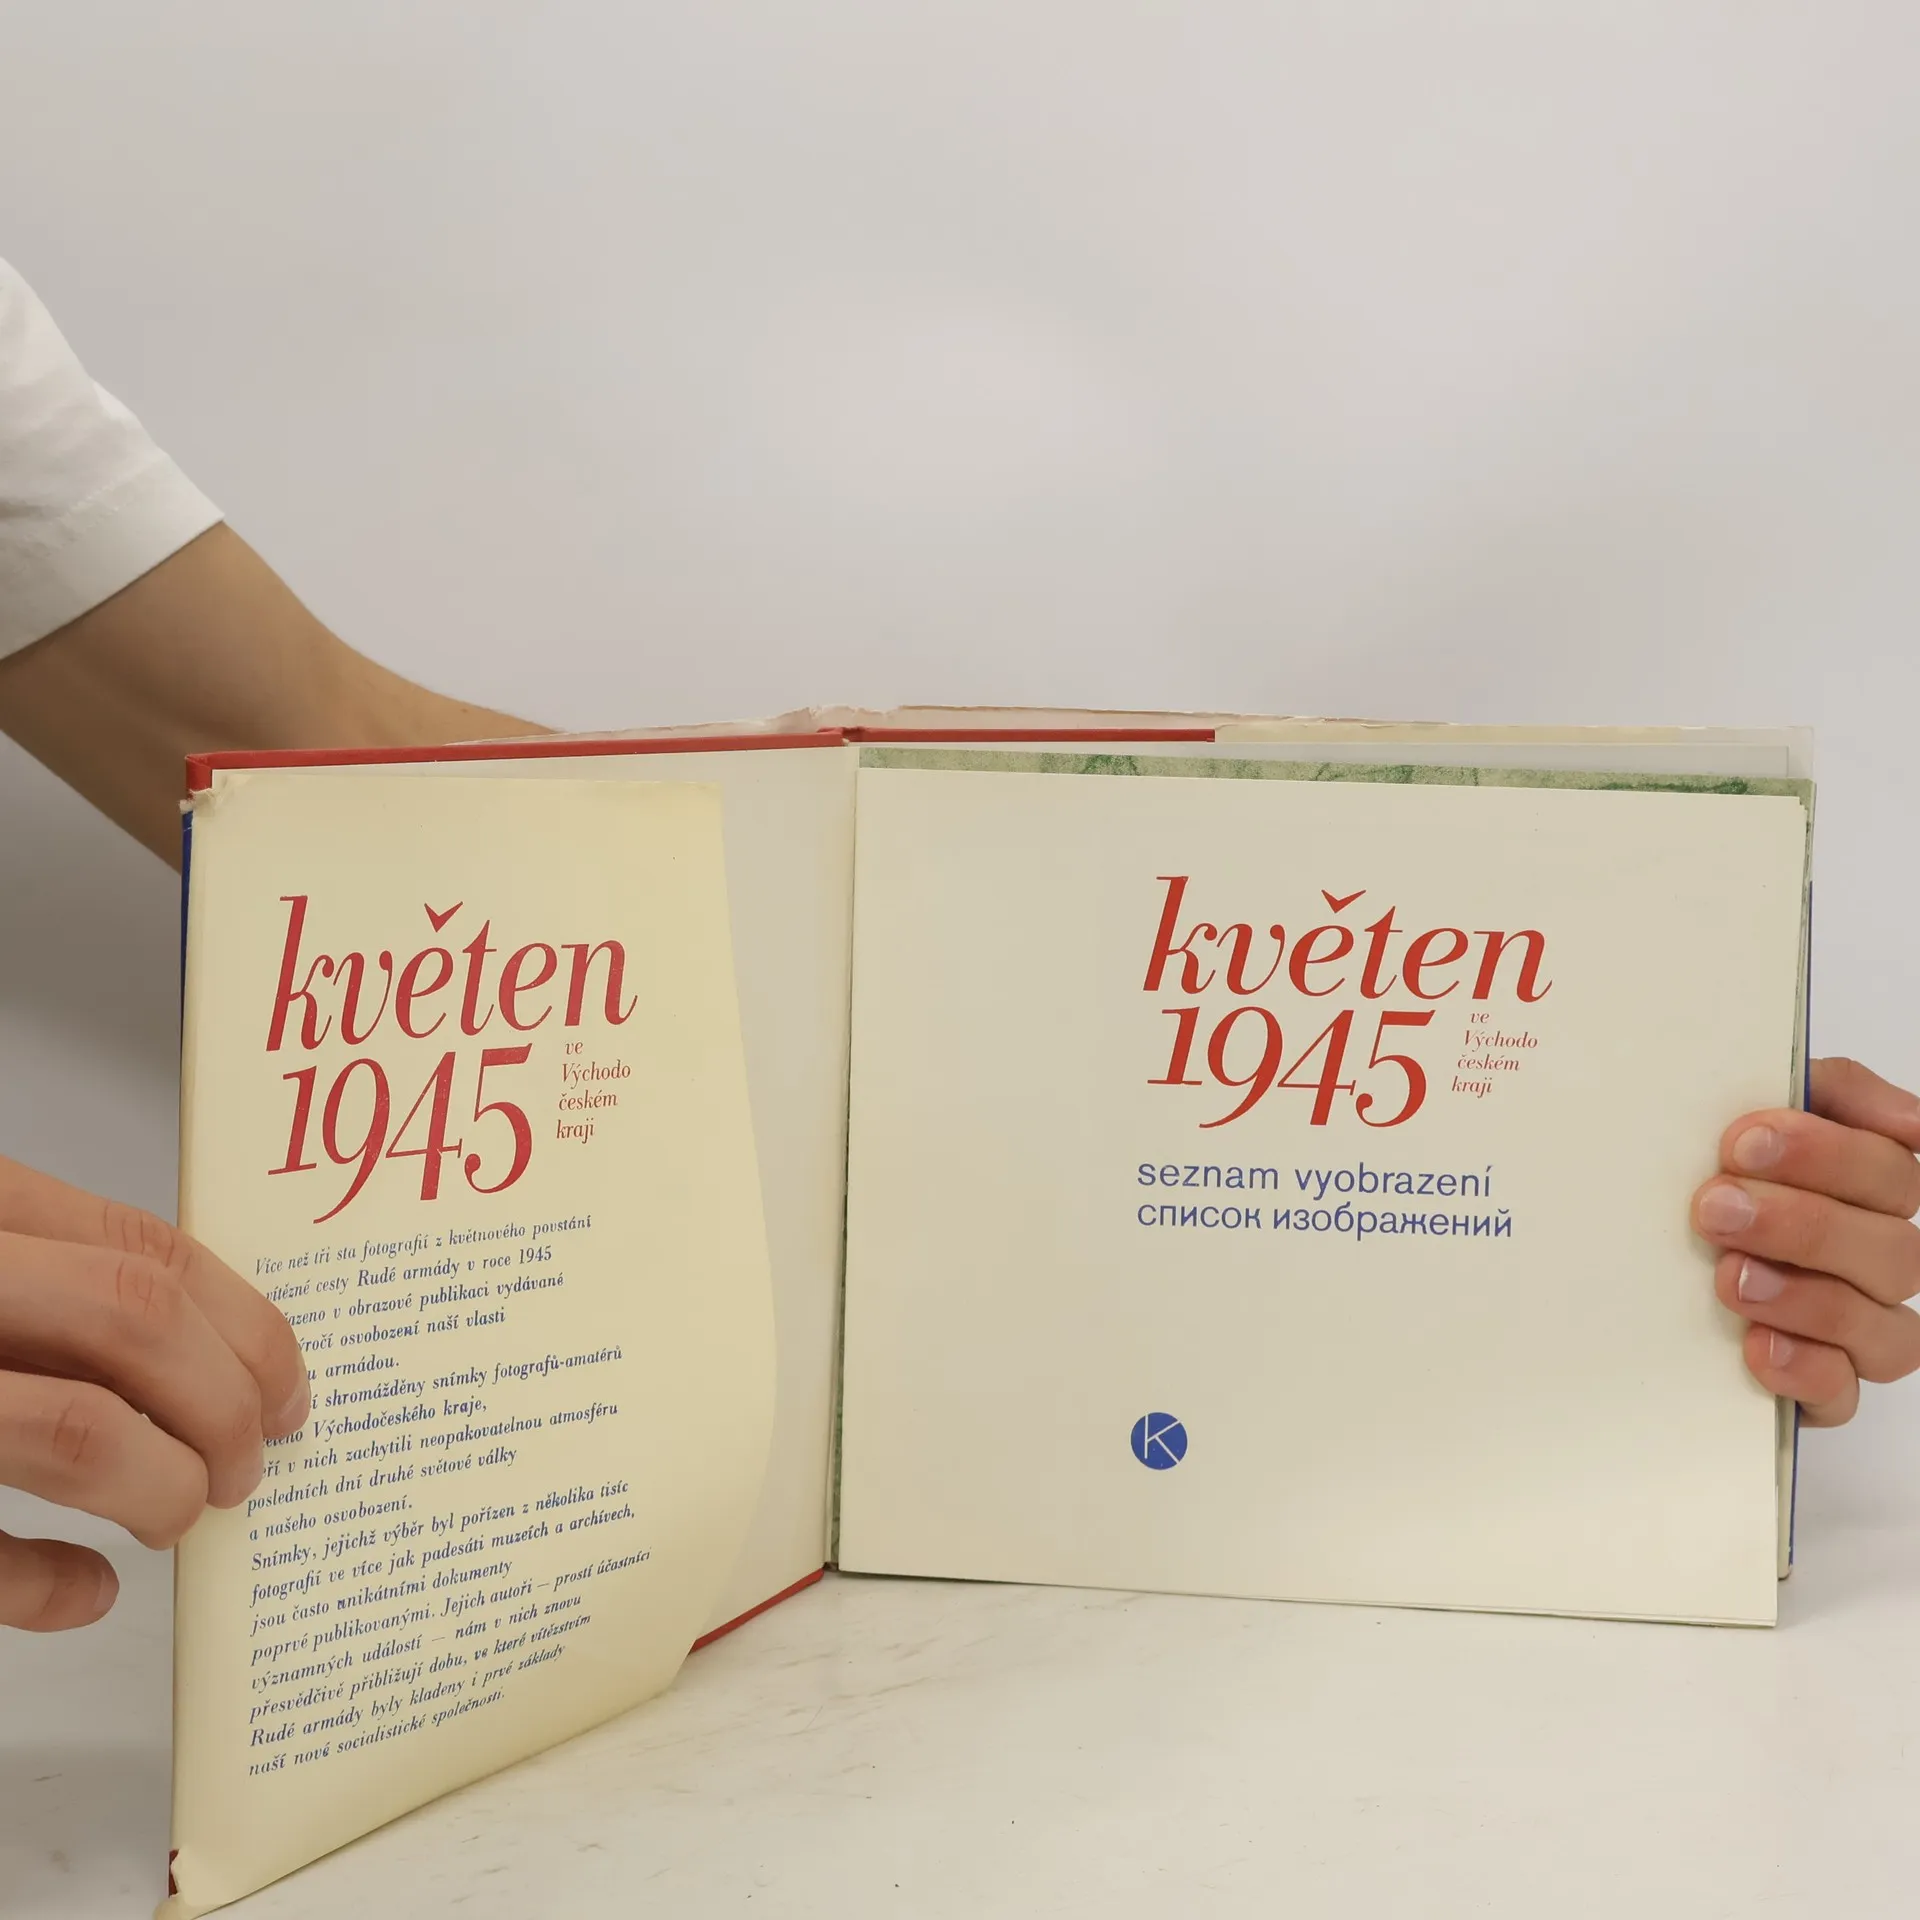 květen
1945
ve
Východo
českém
kraji
Více než tři sta fotografií z květnového povstání
vítězné cesty Rudé armády v roce 1945
v obrazové publikaci vydávané
osvobození naší vlasti
armádou.
shromážděny snímky fotografů-amatérů
Východočeského kraje,
v nich zachytili neopakovatelnou atmosféru
posledních dní druhé světové války
a našeho osvobození.
Snímky, jejichž výběr byl pořízen z několika tisíc
fotografií ve více jak padesáti muzeích a archívech,
jsou často unikátními dokumenty
poprvé publikovanými. Jejich autoři — prostí účastníci
významných událostí — nám v nich znovu
přesvědčivě přibližují dobu, ve které vítězstvím
Rudé armády byly kladeny i prvé základy
naší nové socialistické společnosti.
květen
1945
ve
Východo
českém
kraji
seznam vyobrazení
список изображений
K